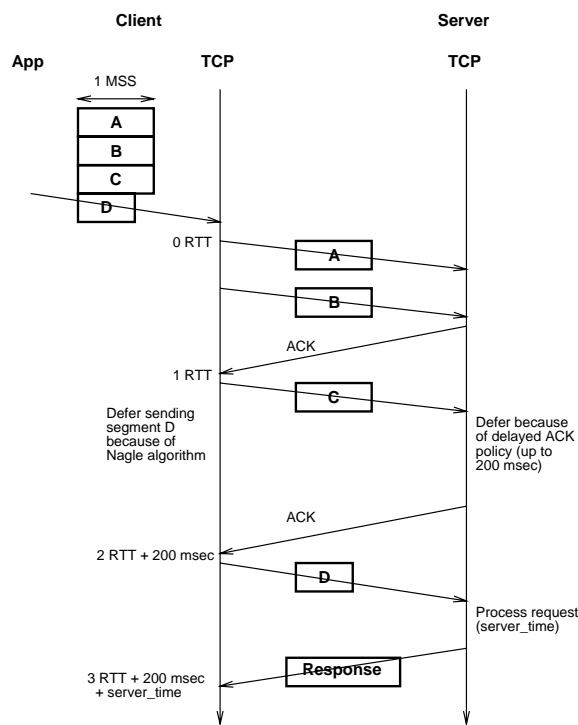 Client Server
App TCP TCP
1 MSS
A
B
C
D
0 RTT
A
B
ACK
1 RTT
C
Defer sending
segment D
because of
Nagle algorithm
Defer because
of delayed ACK
policy (up to
200 msec)
ACK
2 RTT + 200 msec
D
Process request
(server_time)
Response
3 RTT + 200 msec
+ server_time